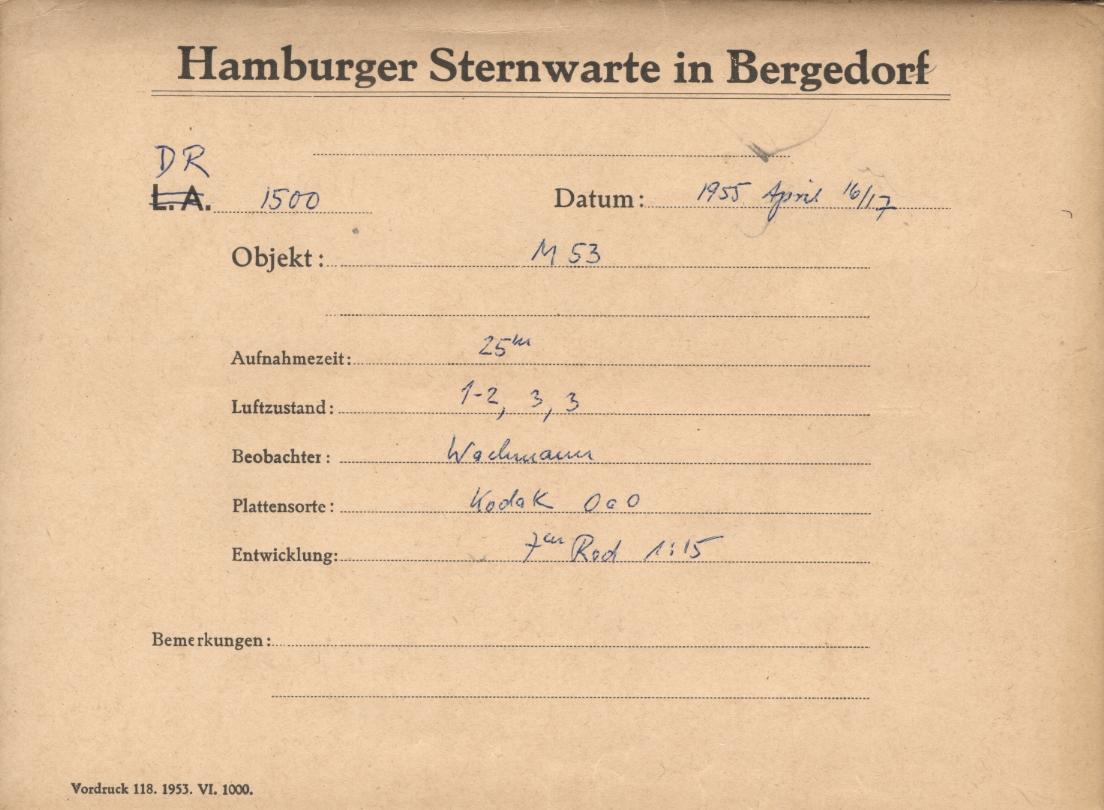 Hamburger Sternwarte in Bergedorf
DR
L.A. 1500 Datum: 1955 April 16/17
Objekt: M 53
Aufnahmezeit: 25m
Luftzustand: 1-2, 3, 3
Beobachter: Wachmann
Plattensorte: Kodak OaO
Entwicklung: 7m Rod 1:15
Bemerkungen:
Vordruck 118. 1953. VI. 1000.